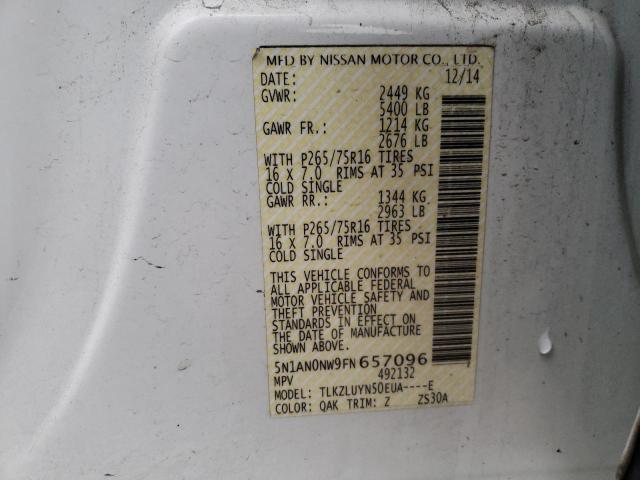 MFD BY NISSAN MOTOR CO., LTD.
DATE: 12/14
GVWR: 2449 KG
5400 LB
GAWR FR.: 1214 KG
2676 LB
WITH P265/75R16 TIRES
16 X 7.0 RIMS AT 35 PSI
COLD SINGLE
GAWR RR.: 1344 KG
2963 LB
WITH P265/75R16 TIRES
16 X 7.0 RIMS AT 35 PSI
COLD SINGLE
THIS VEHICLE CONFORMS TO
ALL APPLICABLE FEDERAL
MOTOR VEHICLE SAFETY AND
THEFT PREVENTION
STANDARDS IN EFFECT ON
THE DATE OF MANUFACTURE
SHOWN ABOVE.
5N1AN0NW9FN657096
MPV 492132
MODEL: TLKZLUYN50EUA----E
COLOR: QAK TRIM: Z ZS30A